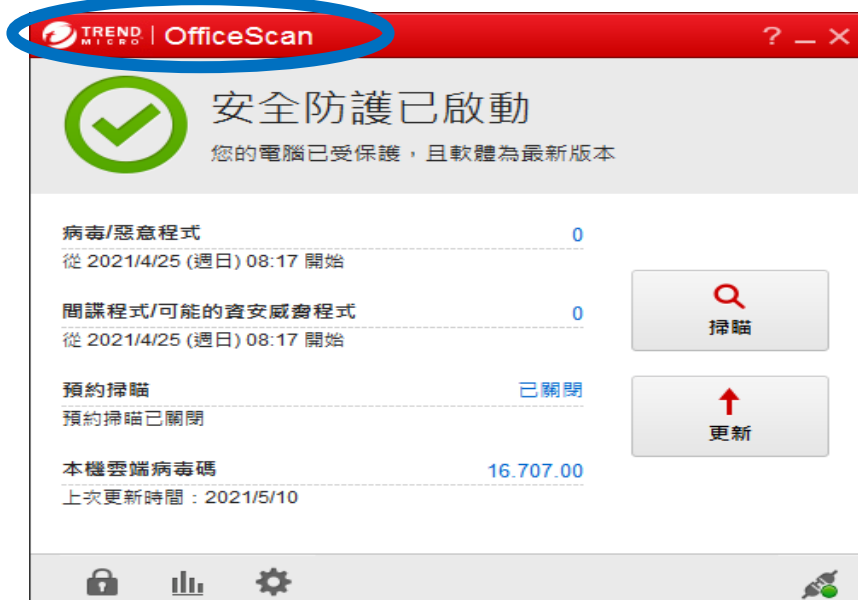 TREND MICRO | OfficeScan
? _ ×
安全防護已啟動
您的電腦已受保護,且軟體為最新版本
病毒/惡意程式 0
從 2021/4/25 (週日) 08:17 開始
間諜程式/可能的資安威脅程式 0
從 2021/4/25 (週日) 08:17 開始
掃瞄
預約掃瞄 已關閉
預約掃瞄已關閉
更新
本機雲端病毒碼 16.707.00
上次更新時間:2021/5/10